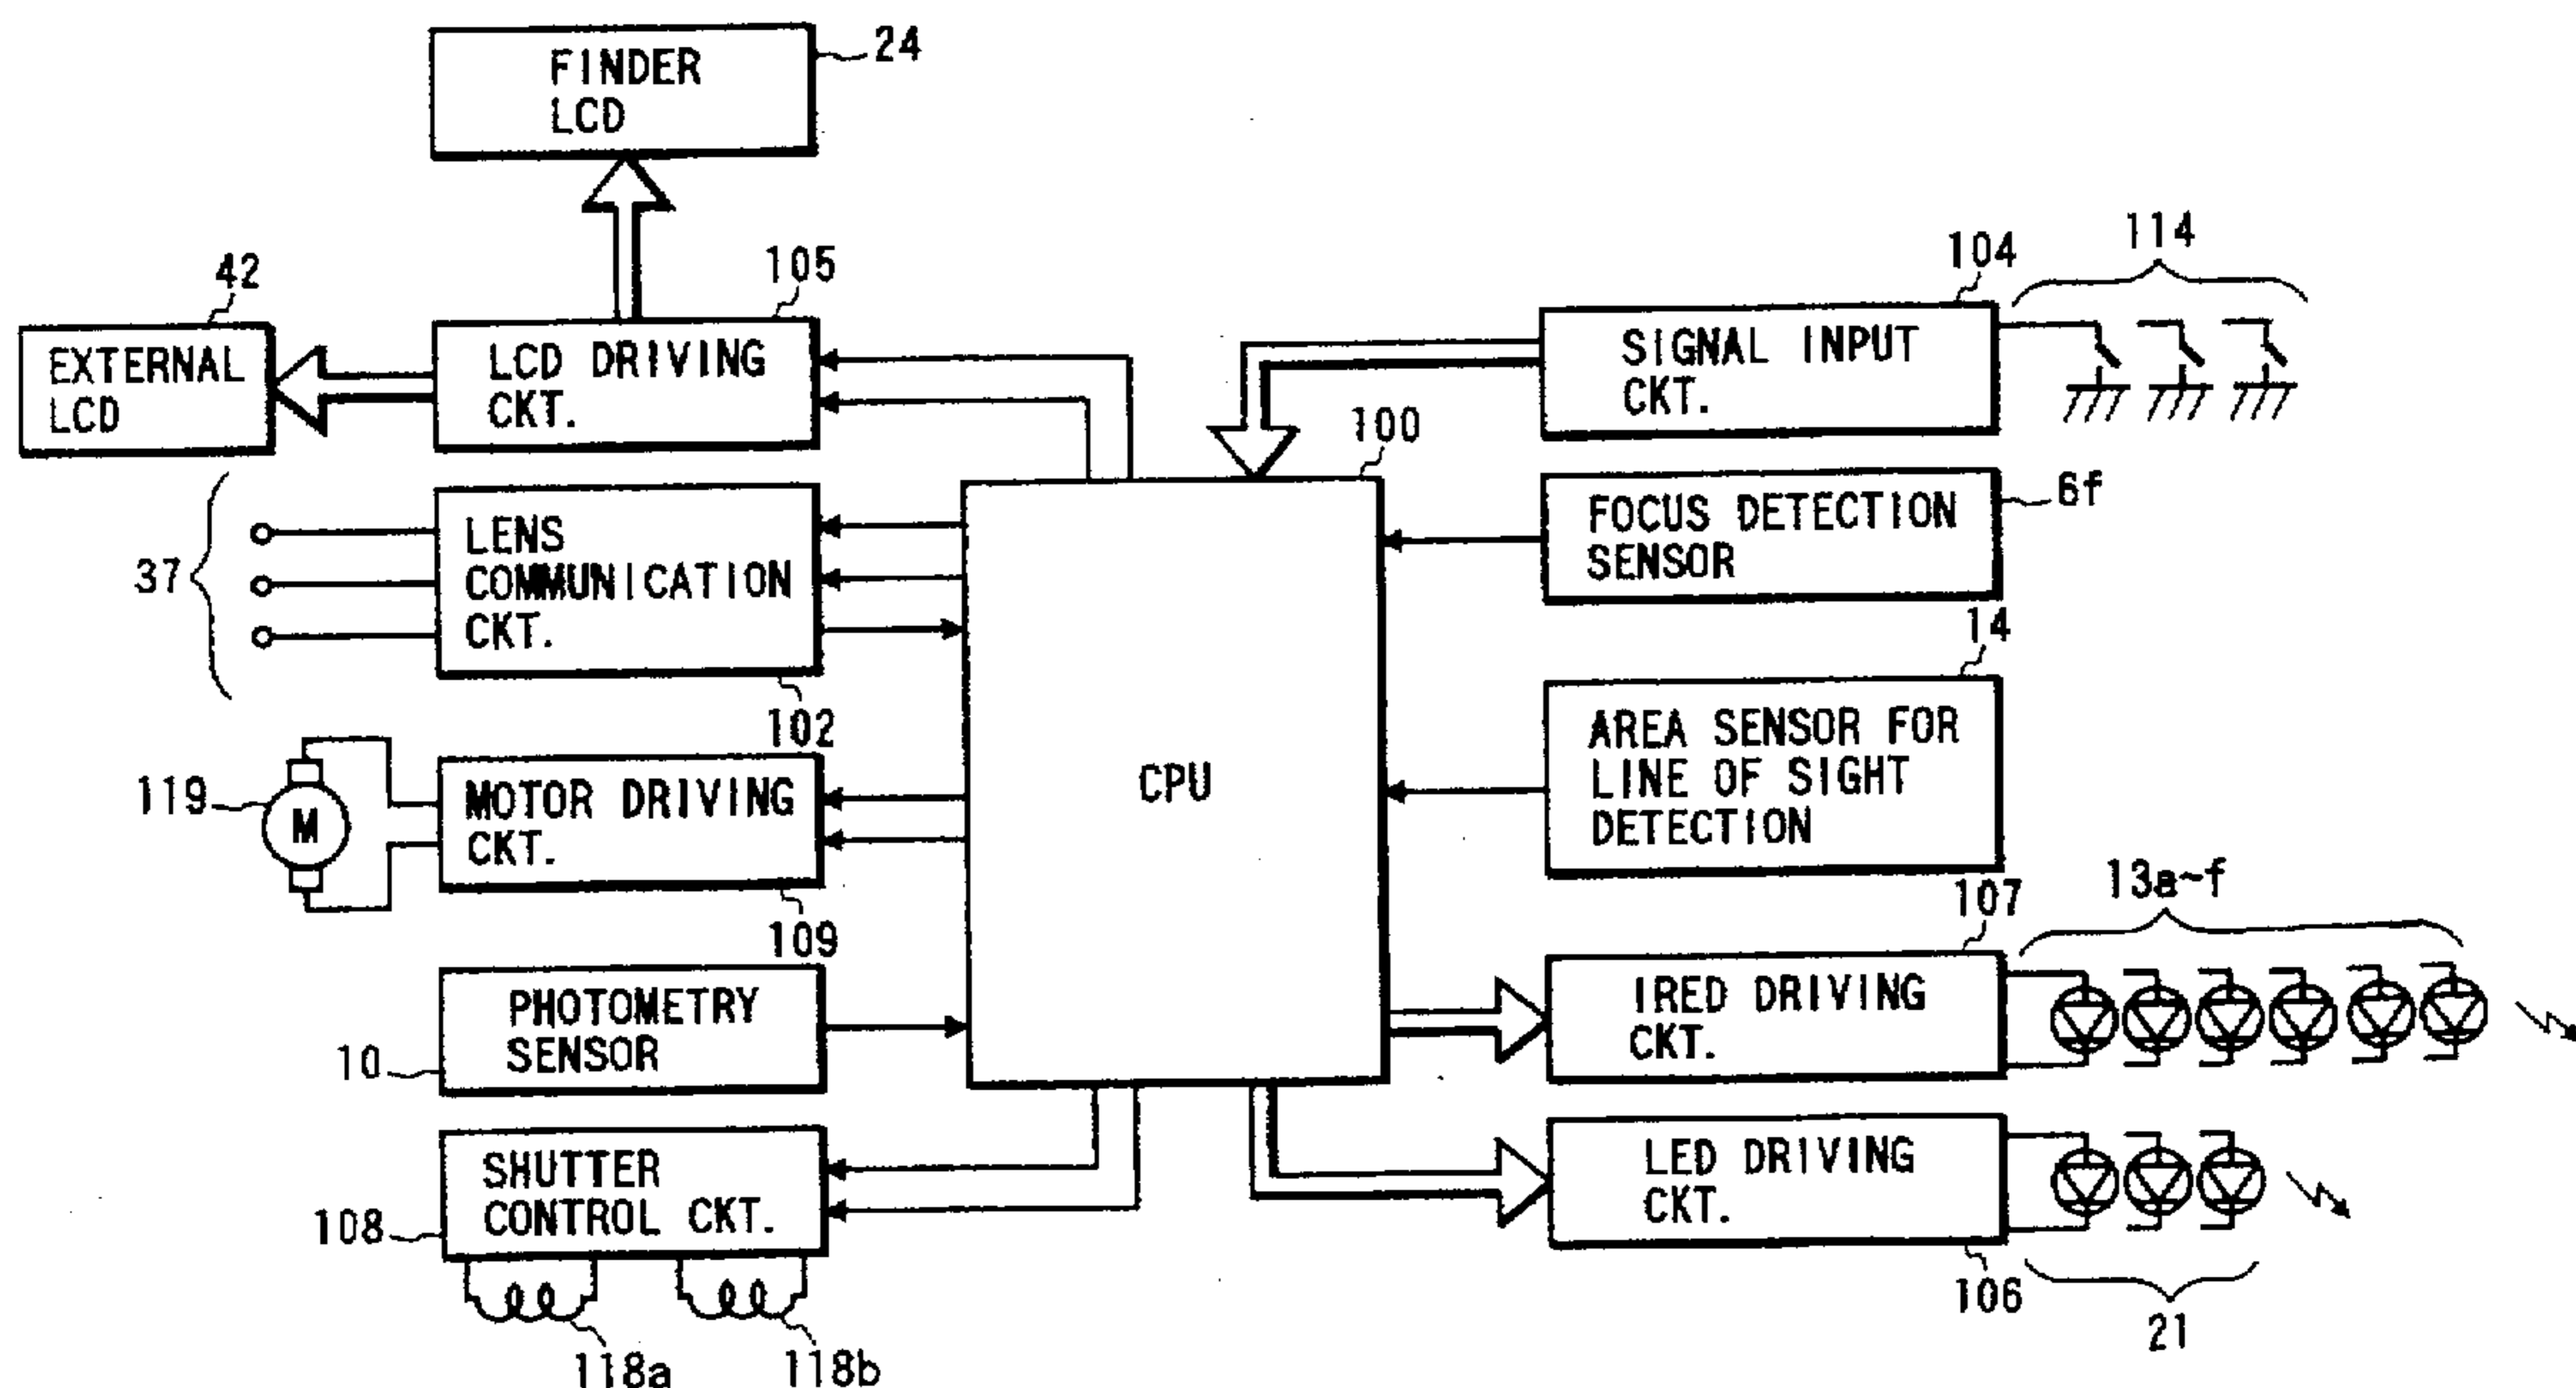 FINDER
LCD
24
42
EXTERNAL
LCD
105
LCD DRIVING
CKT.
104
114
SIGNAL INPUT
CKT.
100
CPU
37
LENS
COMMUNICATION
CKT.
102
FOCUS DETECTION
SENSOR
6f
14
AREA SENSOR FOR
LINE OF SIGHT
DETECTION
119
M
MOTOR DRIVING
CKT.
109
PHOTOMETRY
SENSOR
10
107
13a~f
IRED DRIVING
CKT.
SHUTTER
CONTROL CKT.
108
118a
118b
LED DRIVING
CKT.
106
21